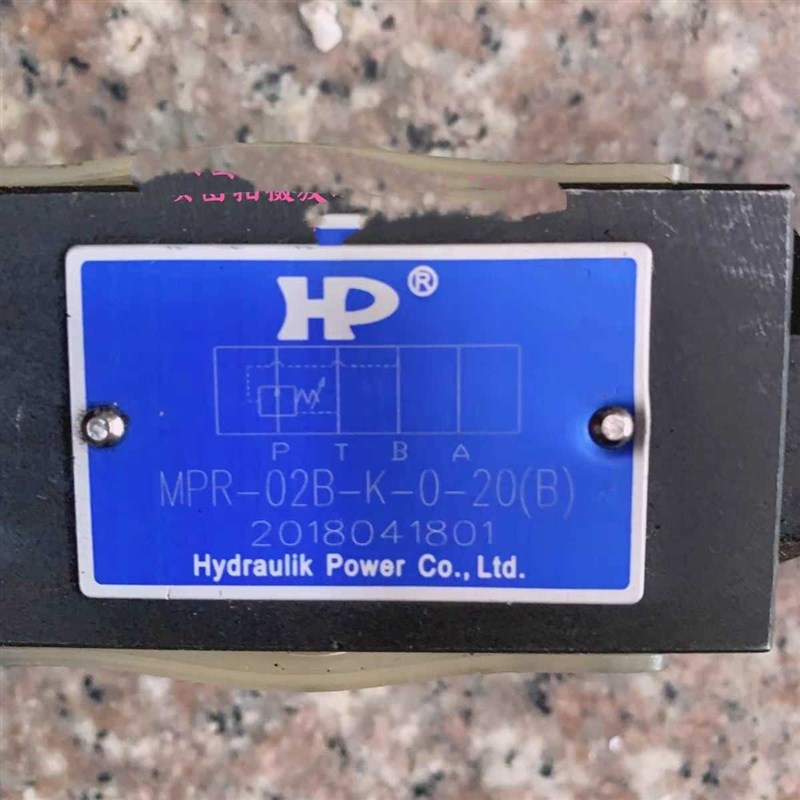 HP®
P T B A
MPR-02B-K-0-20(B)
2018041801
Hydraulik Power Co., Ltd.